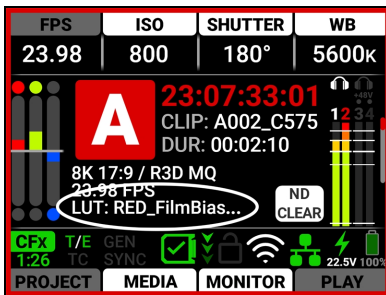 FPS ISO SHUTTER WB
23.98 800 180° 5600K
A
23:07:33:01
CLIP: A002_C575
DUR: 00:02:10
+48V
1 2 3 4
8K 17:9 / R3D MQ
23.98 FPS
LUT: RED_FilmBias...
ND
CLEAR
CFx T/E GEN
1:26 TC SYNC
22.5V 100%
PROJECT MEDIA MONITOR PLAY